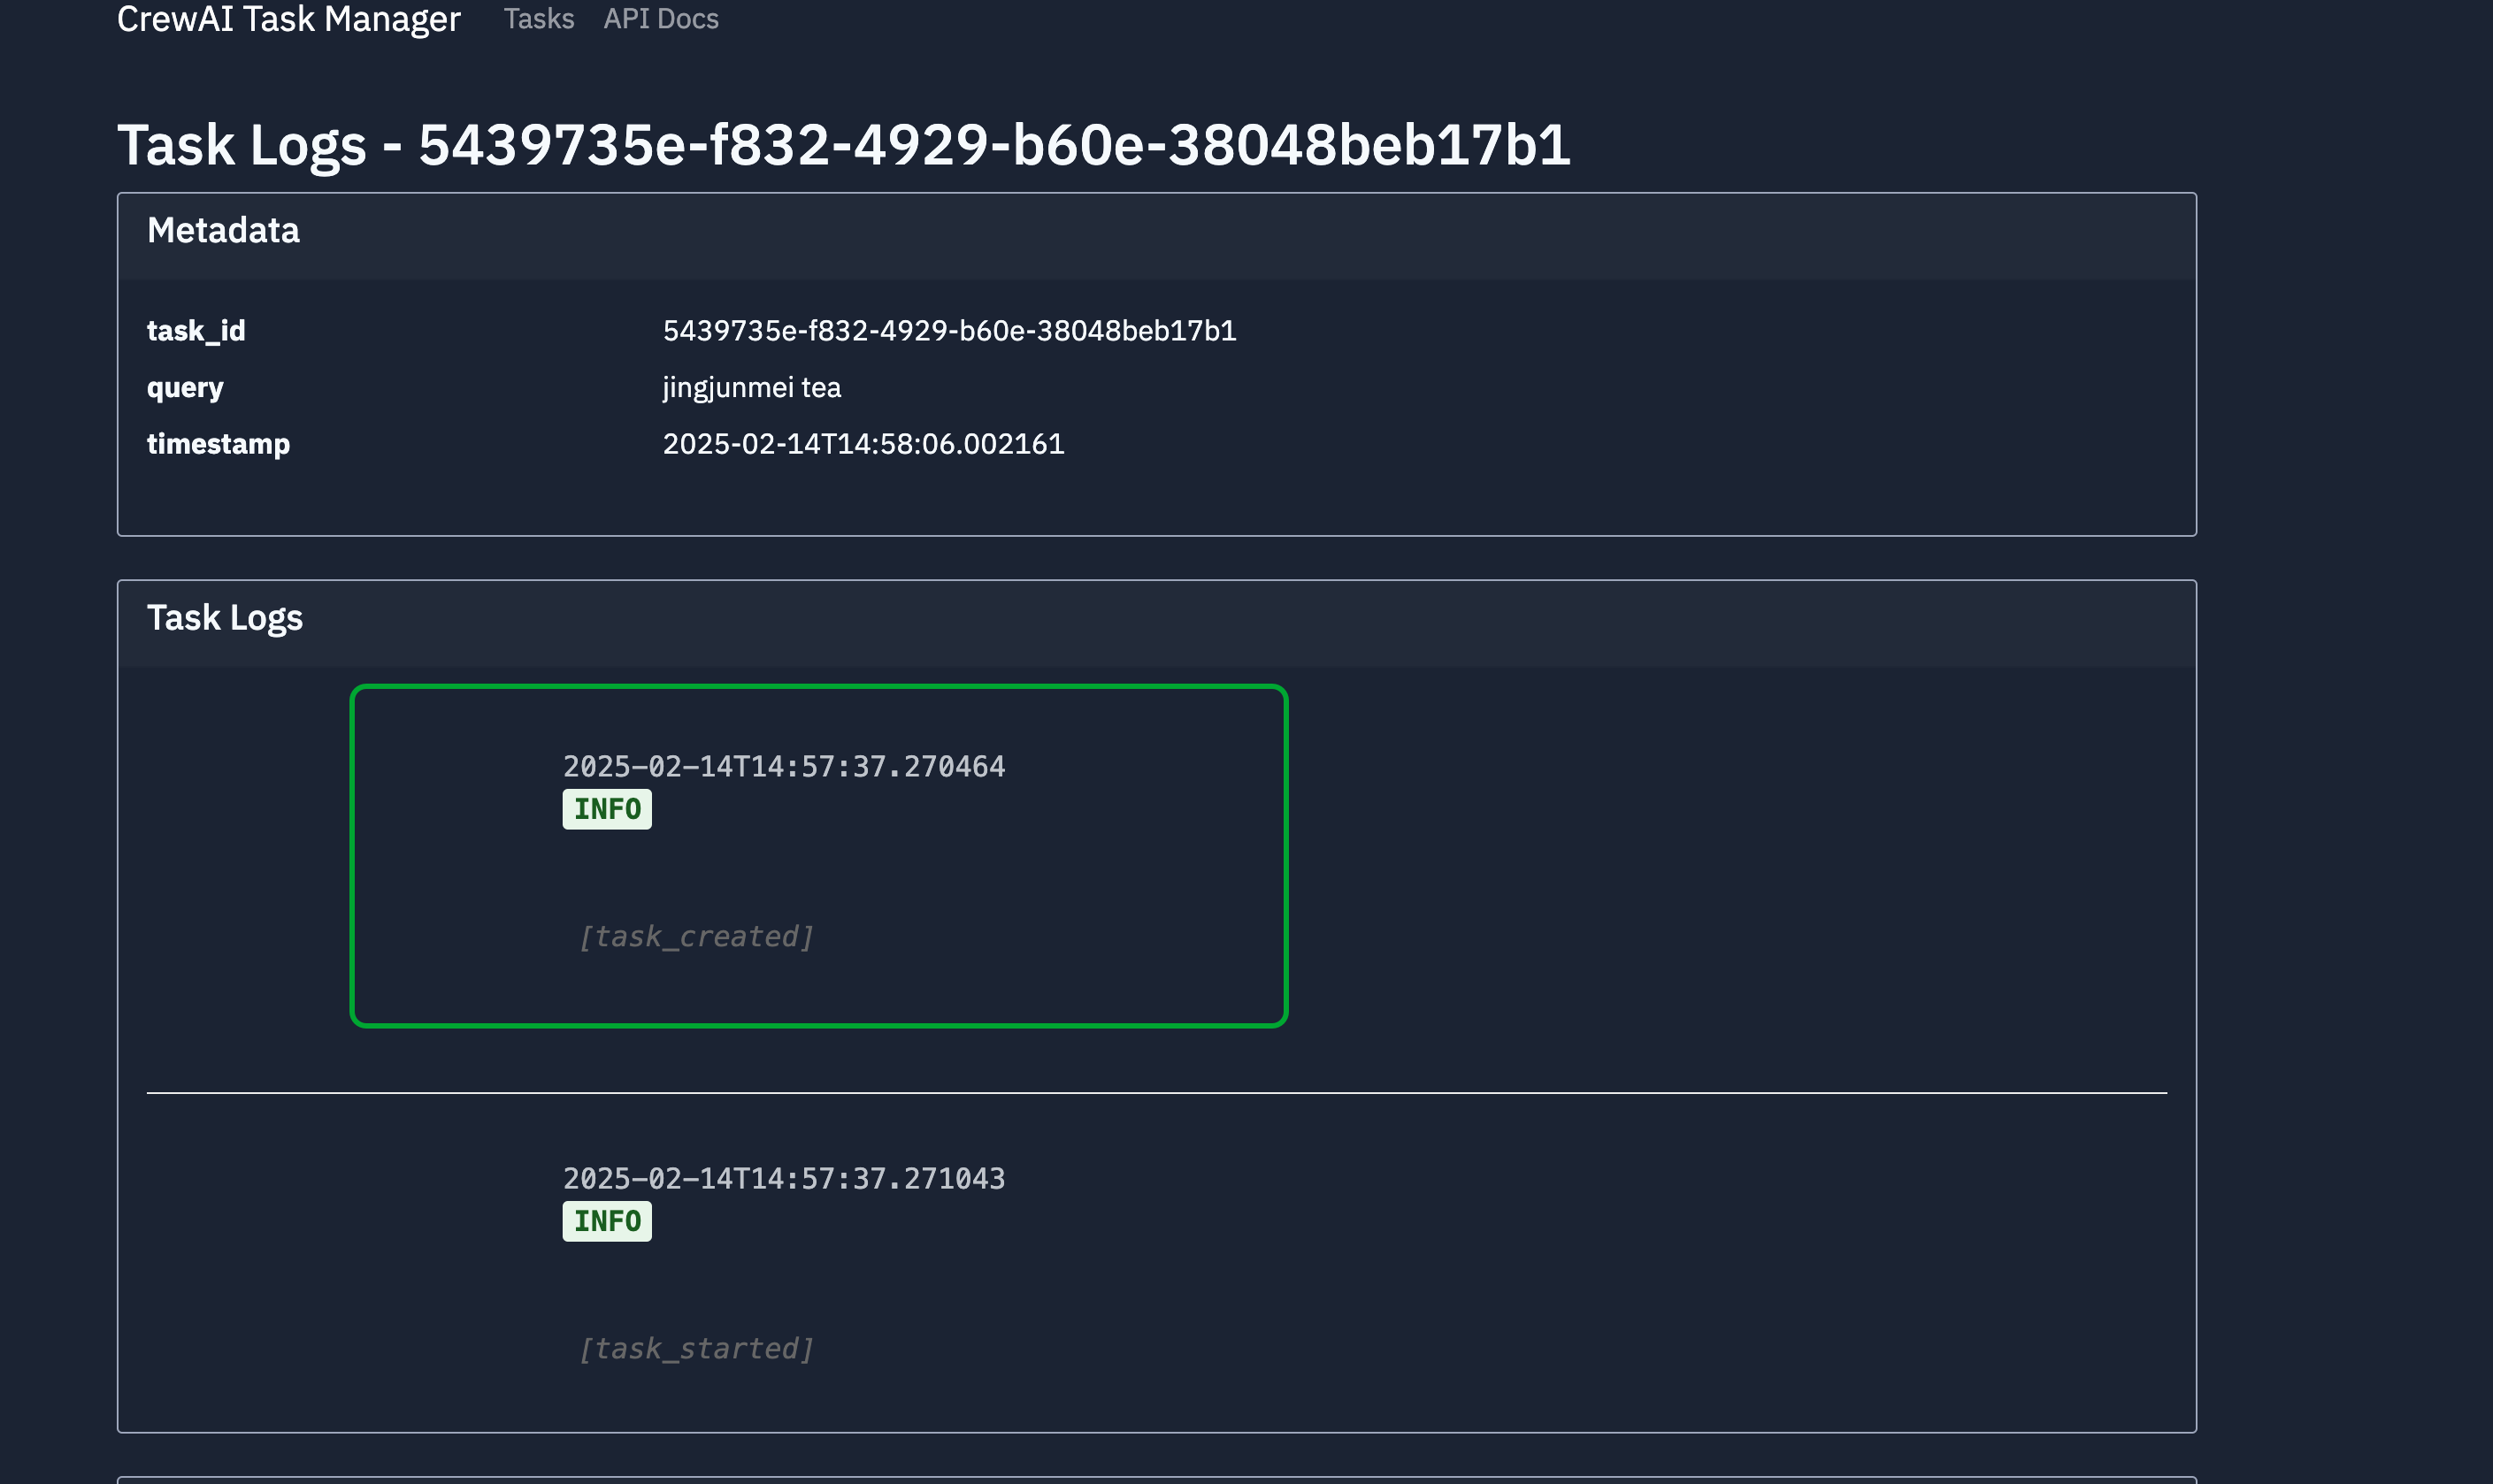 CrewAI Task Manager Tasks API Docs
Task Logs - 5439735e-f832-4929-b60e-38048beb17b1
Metadata
task_id 5439735e-f832-4929-b60e-38048beb17b1
query jingjunmei tea
timestamp 2025-02-14T14:58:06.002161
Task Logs
2025-02-14T14:57:37.270464
INFO
[task_created]
2025-02-14T14:57:37.271043
INFO
[task_started]